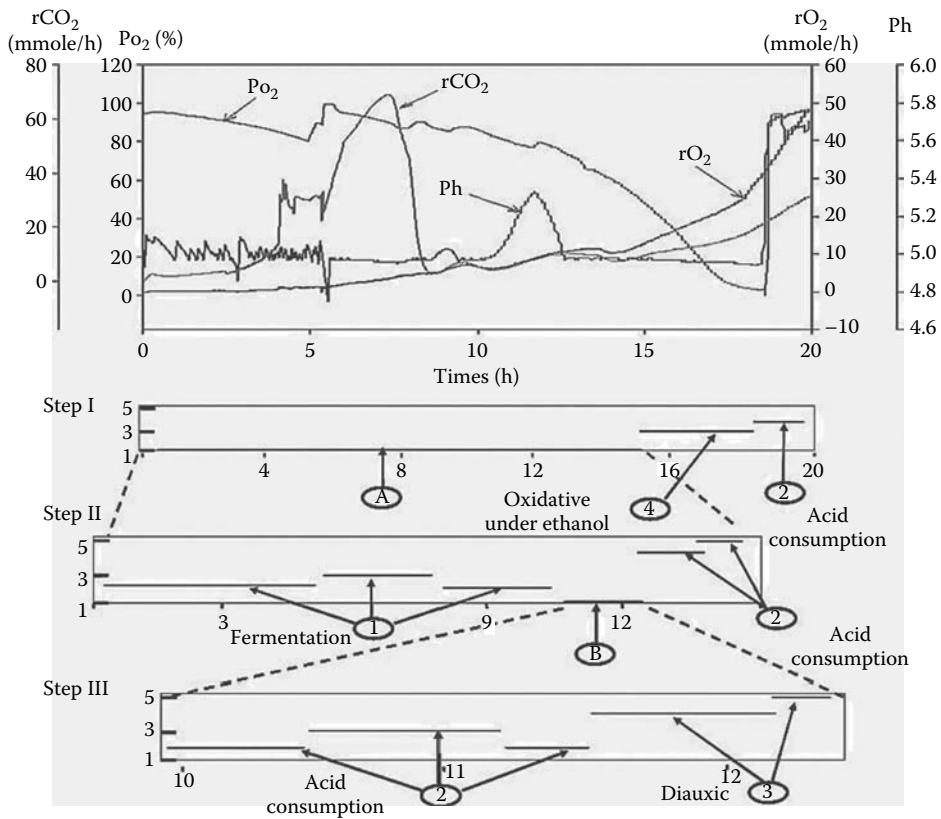 rCO2
(mmole/h)
Po2 (%)
rO2
(mmole/h)
Ph
80 120 60 6.0
60 100 50 5.8
80 40 5.6
40 60 30 5.4
20 40 20 5.2
20 10 5.0
0 0 0 4.8
−10 4.6
Po2
rCO2
Ph
rO2
0 5 10 15 20
Times (h)
Step I
5
3
1
4 8 12 16 20
A
Oxidative
under ethanol
4
2
Acid
consumption
Step II
5
3
1
3 9 12
Fermentation
1
2
B
Acid
consumption
Step III
5
3
1
10 11 12
Acid
consumption
2
Diauxic
3